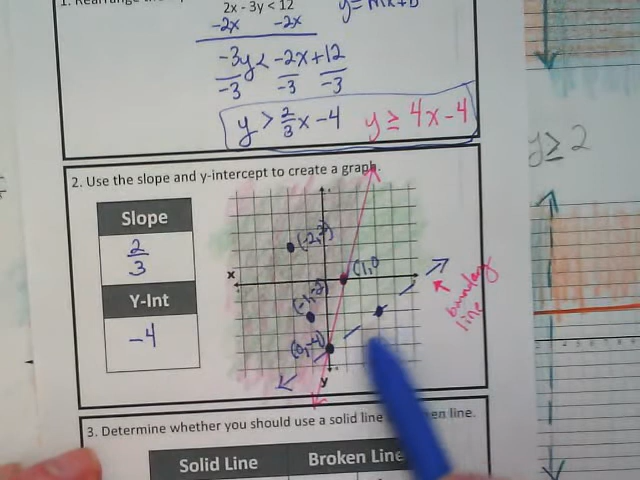 2x - 3y < 12
y = mx+b
-2x -2x
-3y < -2x + 12
-3 -3 -3
y > 2/3 x - 4 y ≥ 4x - 4
y ≥ 2
2. Use the slope and y-intercept to create a graph.
Slope
2/3
Y-Int
-4
x
(1,0
boundary
line
(0,-4)
y
3. Determine whether you should use a solid line line.
Solid Line Broken Line